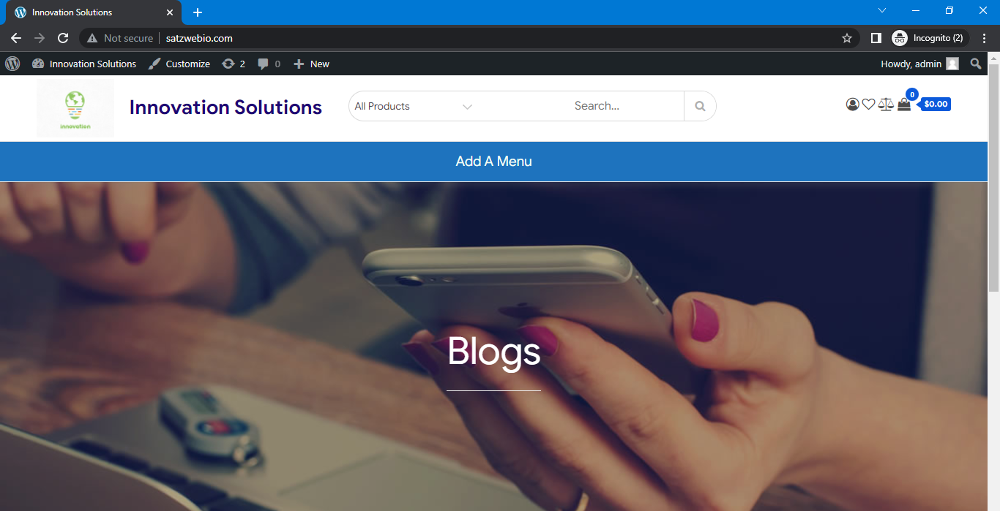 Innovation Solutions
Not secure satzwebio.com Incognito (2)
Innovation Solutions Customize 2 0 New Howdy, admin
innovation
Innovation Solutions
All Products Search...
0
$0.00
Add A Menu
Blogs